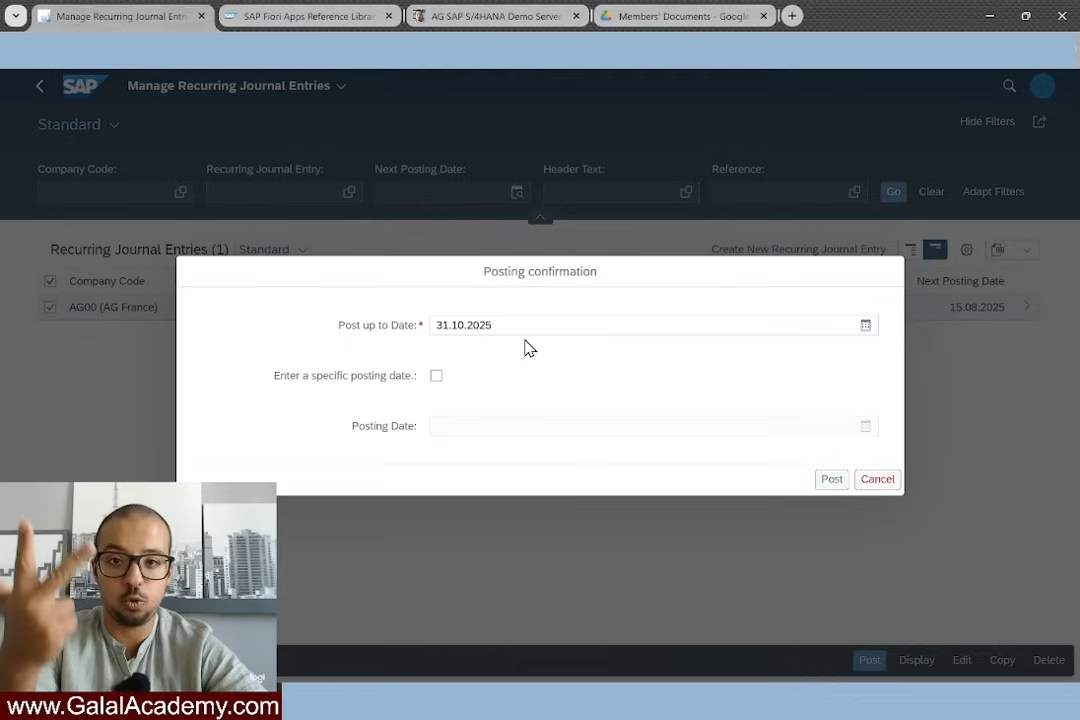 Manage Recurring Journal Entri
SAP Fiori Apps Reference Librar
AG SAP S/4HANA Demo Server
Members' Documents - Google
SAP
Manage Recurring Journal Entries
Standard
Hide Filters
Company Code:
Recurring Journal Entry:
Next Posting Date:
Header Text:
Reference:
Go
Clear
Adapt Filters
Recurring Journal Entries (1)
Standard
Create New Recurring Journal Entry
Company Code
Next Posting Date
AG00 (AG France)
15.08.2025
Posting confirmation
Post up to Date:*
31.10.2025
Enter a specific posting date.:
Posting Date:
Post
Cancel
Post
Display
Edit
Copy
Delete
logi
www.GalalAcademy.com